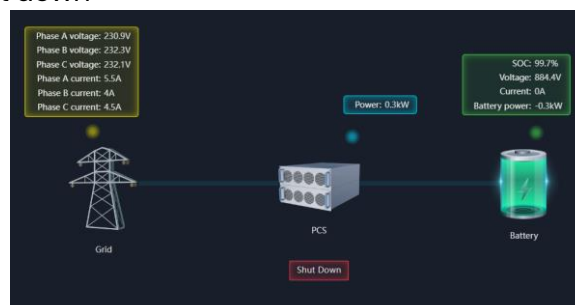 Phase A voltage: 230.9V
Phase B voltage: 232.3V
Phase C voltage: 232.1V
Phase A current: 5.5A
Phase B current: 4A
Phase C current: 4.5A
SOC: 99.7%
Voltage: 884.4V
Current: 0A
Battery power: -0.3kW
Power: 0.3kW
Grid
PCS
Battery
Shut Down